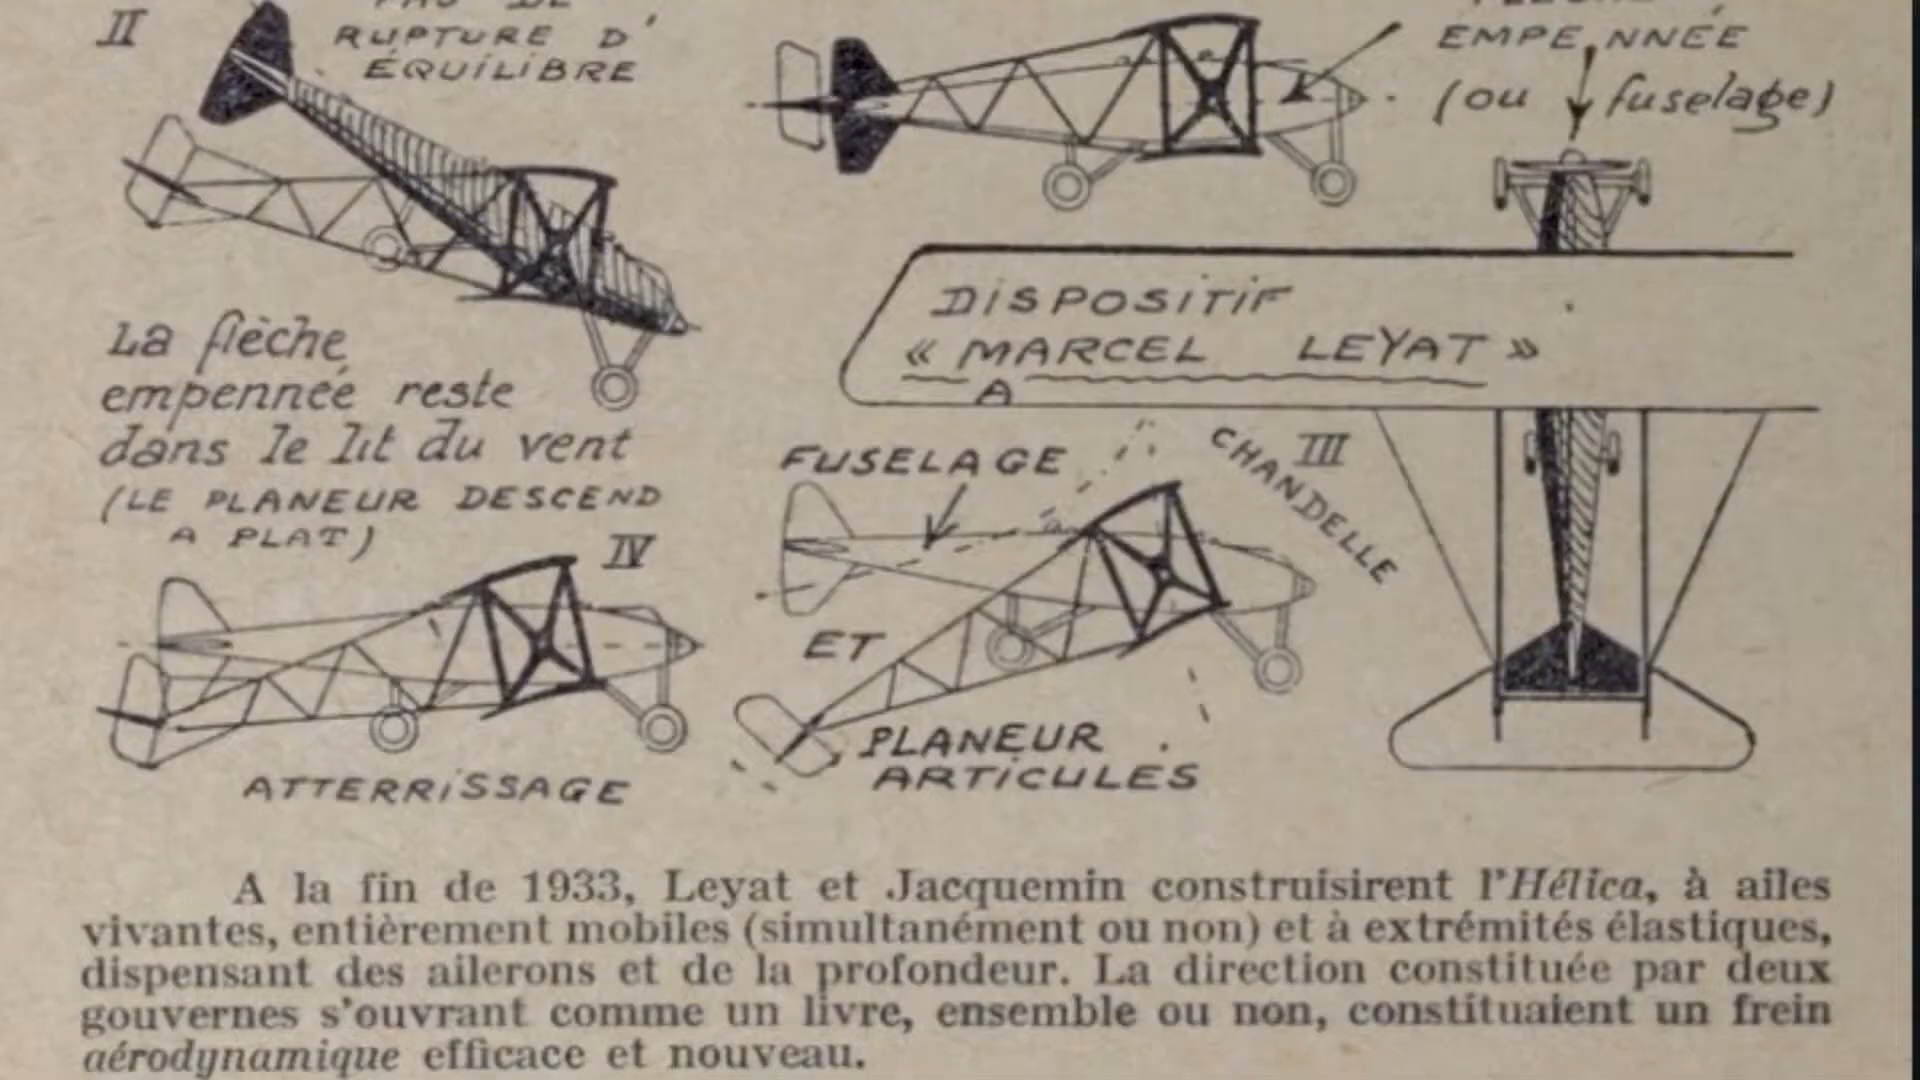 II
RUPTURE D'
ÉQUILIBRE
EMPENNÉE
(ou fuselage)
DISPOSITIF
« MARCEL LEYAT »
A
La flèche
empennée reste
dans le lit du vent
(LE PLANEUR DESCEND
A PLAT)
FUSELAGE
CHANDELLE
III
IV
ET
PLANEUR
ARTICULES
ATTERRISSAGE
A la fin de 1933, Leyat et Jacquemin construisirent l'Hélica, à ailes
vivantes, entièrement mobiles (simultanément ou non) et à extrémités élastiques,
dispensant des ailerons et de la profondeur. La direction constituée par deux
gouvernes s'ouvrant comme un livre, ensemble ou non, constituaient un frein
aérodynamique efficace et nouveau.